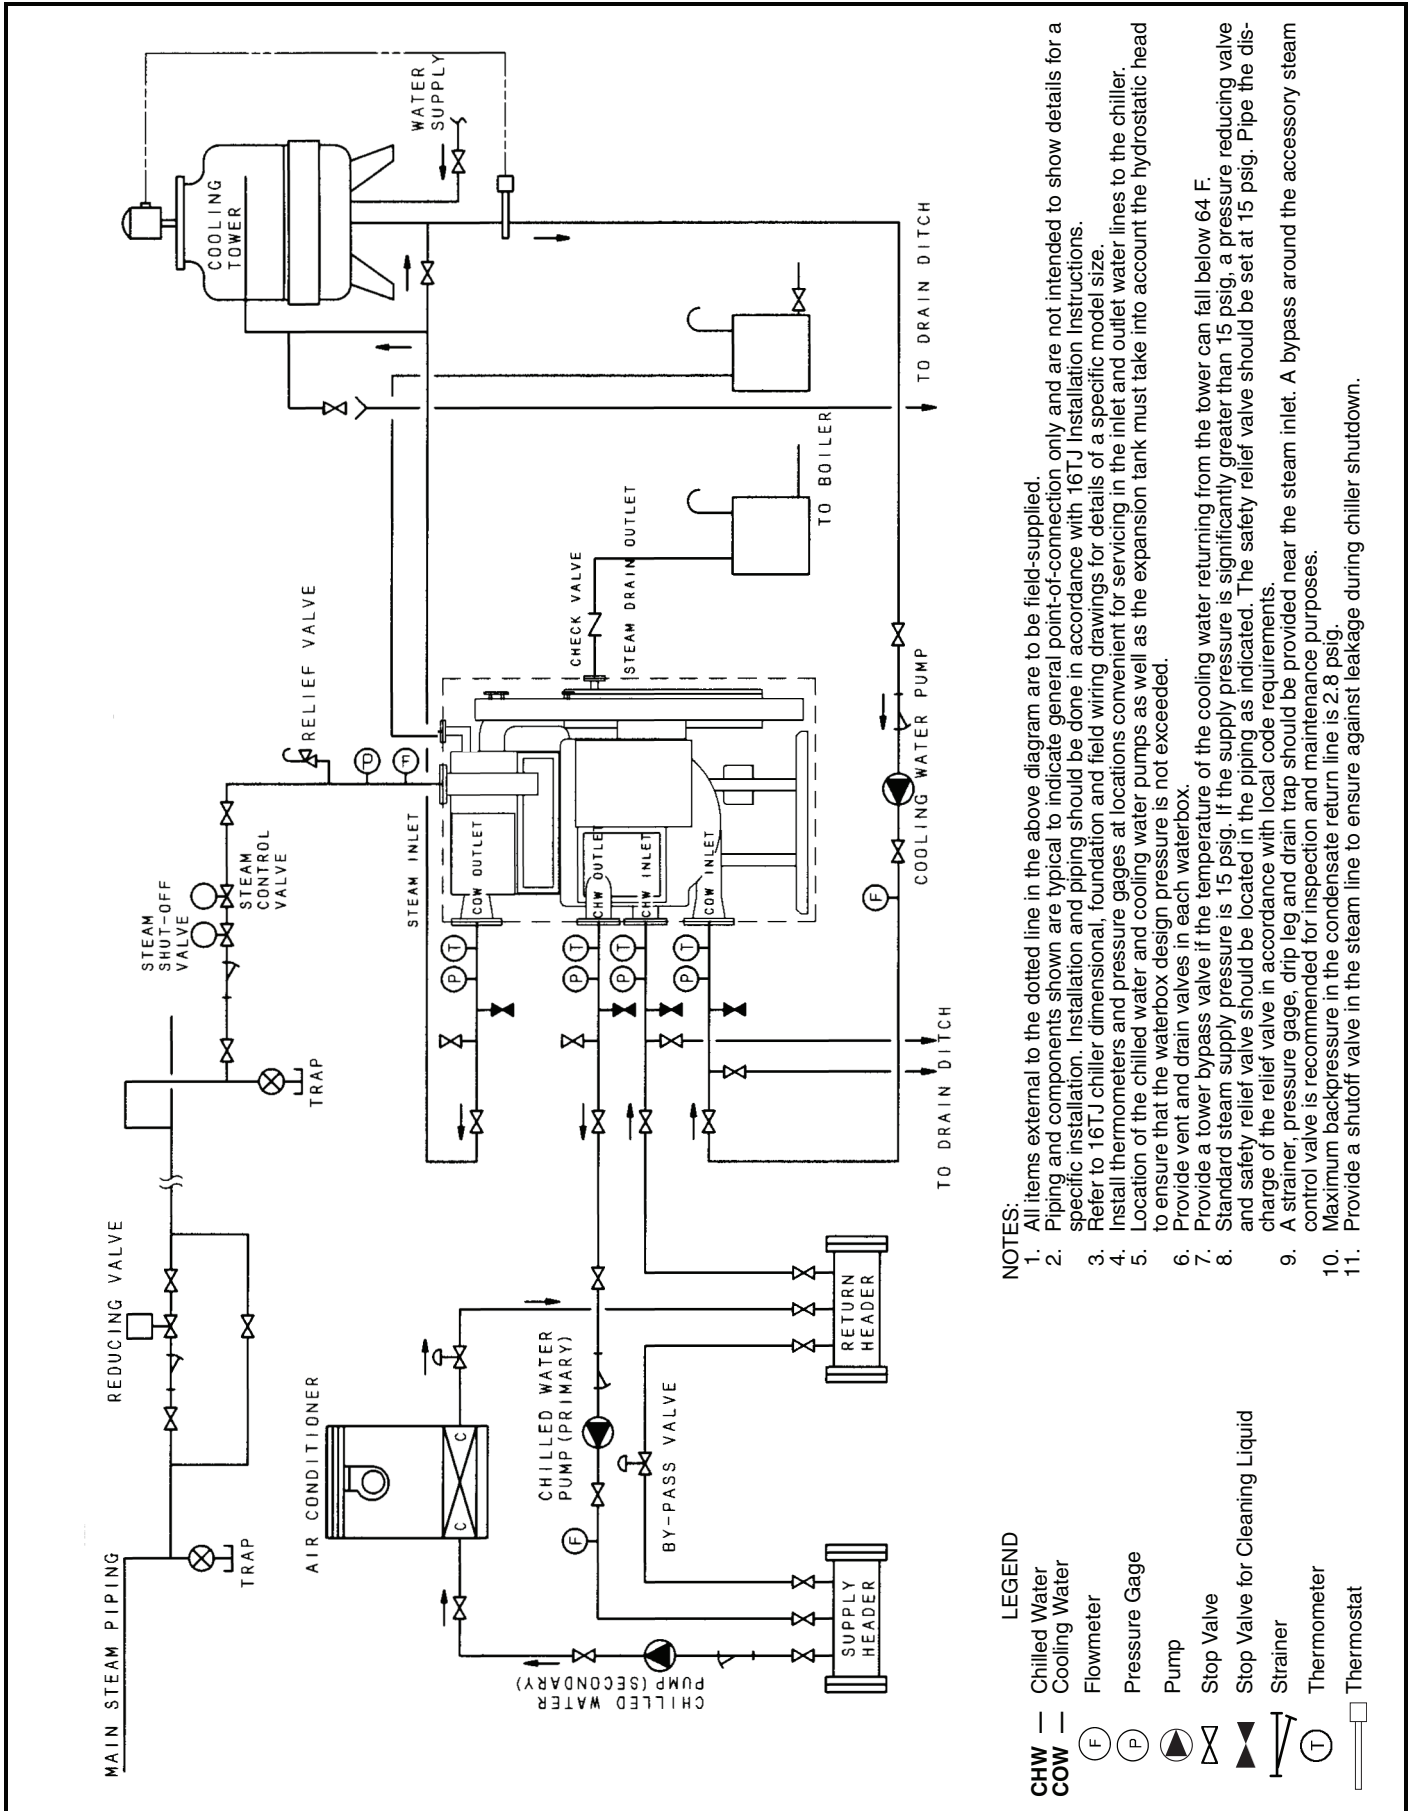 MAIN STEAM PIPING
TRAP
REDUCING VALVE
TRAP
STEAM
SHUT-OFF
VALVE
STEAM
CONTROL
VALVE
RELIEF VALVE
P
F
COOLING
TOWER
WATER
SUPPLY
AIR CONDITIONER
C
C
STEAM INLET
COW OUTLET
CHW OUTLET
CHW INLET
COW INLET
T
P
T
P
T
P
T
P
CHECK VALVE
STEAM DRAIN OUTLET
TO BOILER
TO DRAIN DITCH
CHILLED WATER
PUMP (PRIMARY)
F
BY-PASS VALVE
CHILLED WATER
PUMP (SECONDARY)
SUPPLY
HEADER
RETURN
HEADER
F
COOLING WATER PUMP
TO DRAIN DITCH
LEGEND
CHW — Chilled Water
COW — Cooling Water
F Flowmeter
P Pressure Gage
Pump
Stop Valve
Stop Valve for Cleaning Liquid
Strainer
T Thermometer
Thermostat
NOTES:
1. All items external to the dotted line in the above diagram are to be field-supplied.
2. Piping and components shown are typical to indicate general point-of-connection only and are not intended to show details for a
specific installation. Installation and piping should be done in accordance with 16TJ Installation Instructions.
3. Refer to 16TJ chiller dimensional, foundation and field wiring drawings for details of a specific model size.
4. Install thermometers and pressure gages at locations convenient for servicing in the inlet and outlet water lines to the chiller.
5. Location of the chilled water and cooling water pumps as well as the expansion tank must take into account the hydrostatic head
to ensure that the waterbox design pressure is not exceeded.
6. Provide vent and drain valves in each waterbox.
7. Provide a tower bypass valve if the temperature of the cooling water returning from the tower can fall below 64 F.
8. Standard steam supply pressure is 15 psig. If the supply pressure is significantly greater than 15 psig, a pressure reducing valve
and safety relief valve should be located in the piping as indicated. The safety relief valve should be set at 15 psig. Pipe the dis-
charge of the relief valve in accordance with local code requirements.
9. A strainer, pressure gage, drip leg and drain trap should be provided near the steam inlet. A bypass around the accessory steam
control valve is recommended for inspection and maintenance purposes.
10. Maximum backpressure in the condensate return line is 2.8 psig.
11. Provide a shutoff valve in the steam line to ensure against leakage during chiller shutdown.